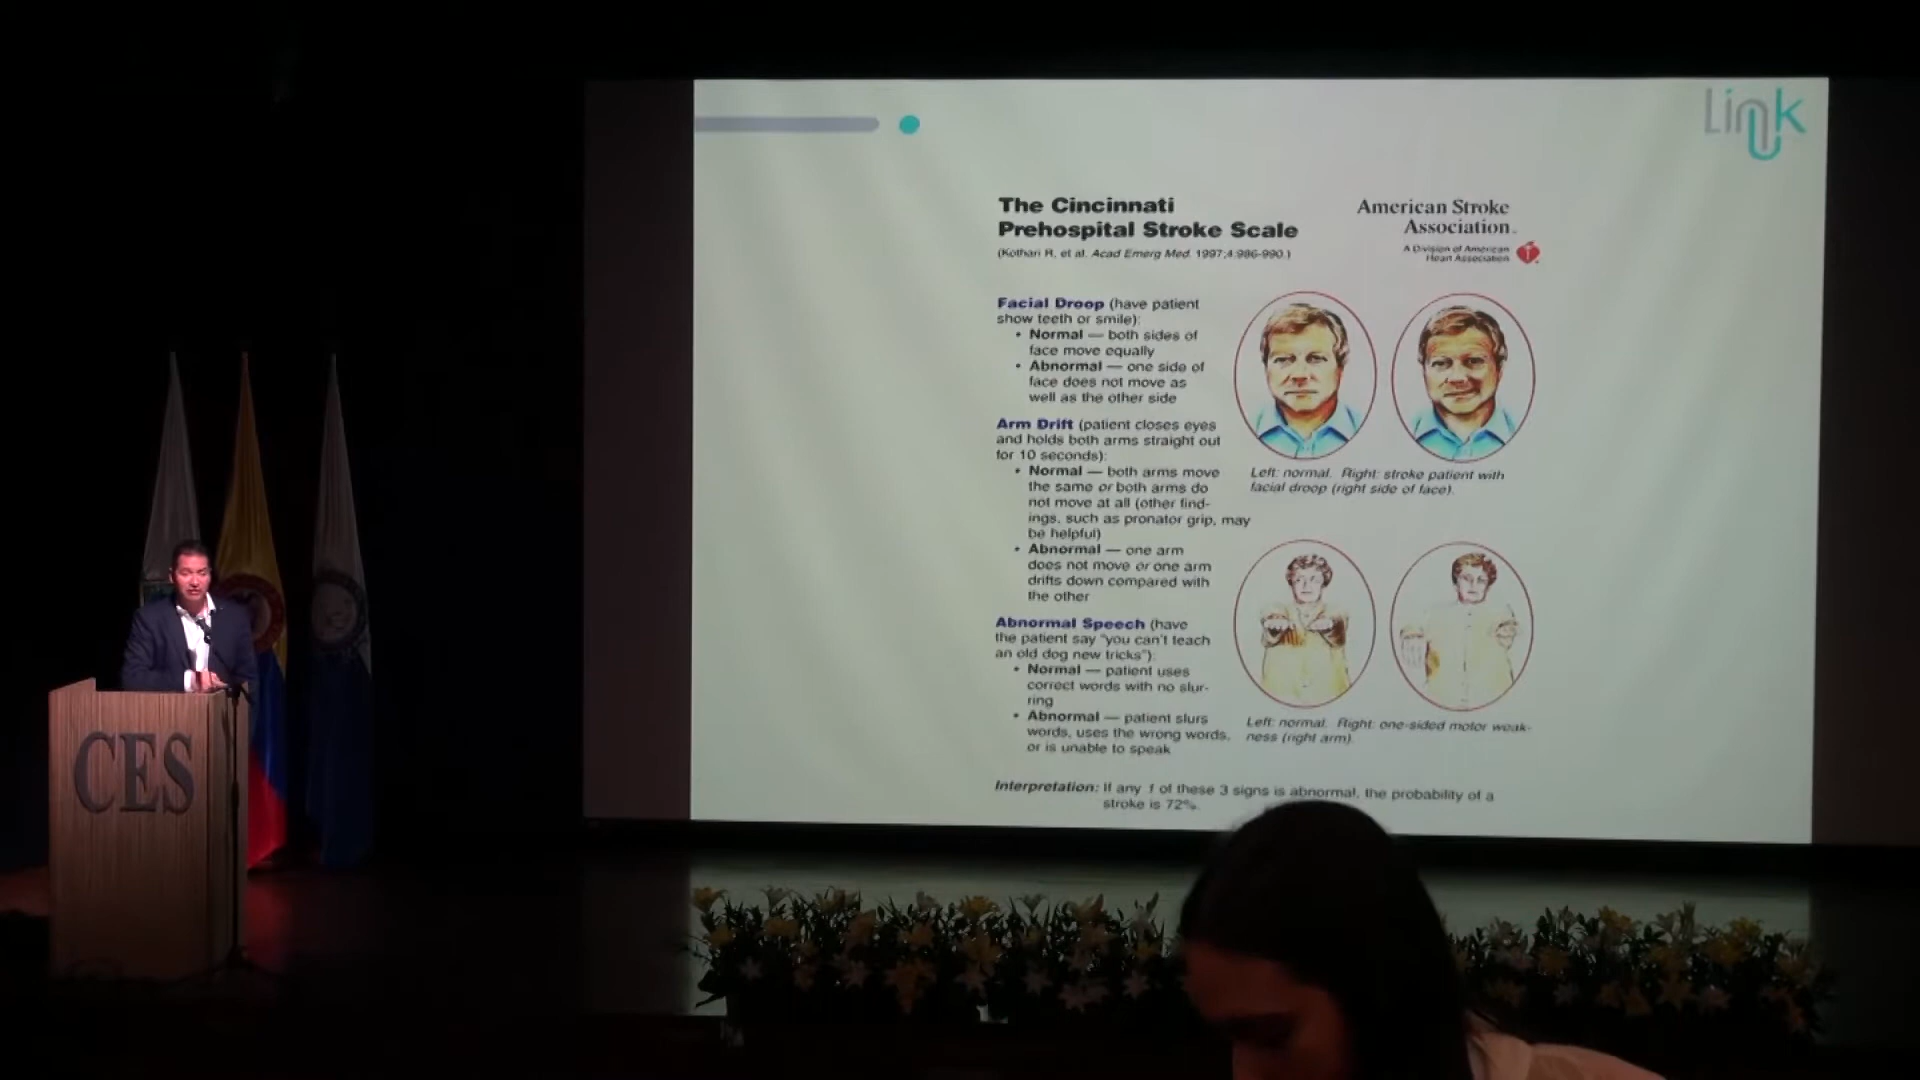 Link
The Cincinnati
Prehospital Stroke Scale
(Kothari R, et al. Acad Emerg Med. 1997;4:986-990.)
American Stroke
Association
A Division of American
Heart Association
Facial Droop (have patient
show teeth or smile):
• Normal — both sides of
face move equally
• Abnormal — one side of
face does not move as
well as the other side
Left: normal. Right: stroke patient with
facial droop (right side of face).
Arm Drift (patient closes eyes
and holds both arms straight out
for 10 seconds):
• Normal — both arms move
the same or both arms do
not move at all (other find-
ings, such as pronator grip, may
be helpful)
• Abnormal — one arm
does not move or one arm
drifts down compared with
the other
Abnormal Speech (have
the patient say "you can't teach
an old dog new tricks"):
• Normal — patient uses
correct words with no slur-
ring
• Abnormal — patient slurs
words, uses the wrong words,
or is unable to speak
Left: normal. Right: one-sided motor weak-
ness (right arm).
Interpretation: If any 1 of these 3 signs is abnormal, the probability of a
stroke is 72%.
CES